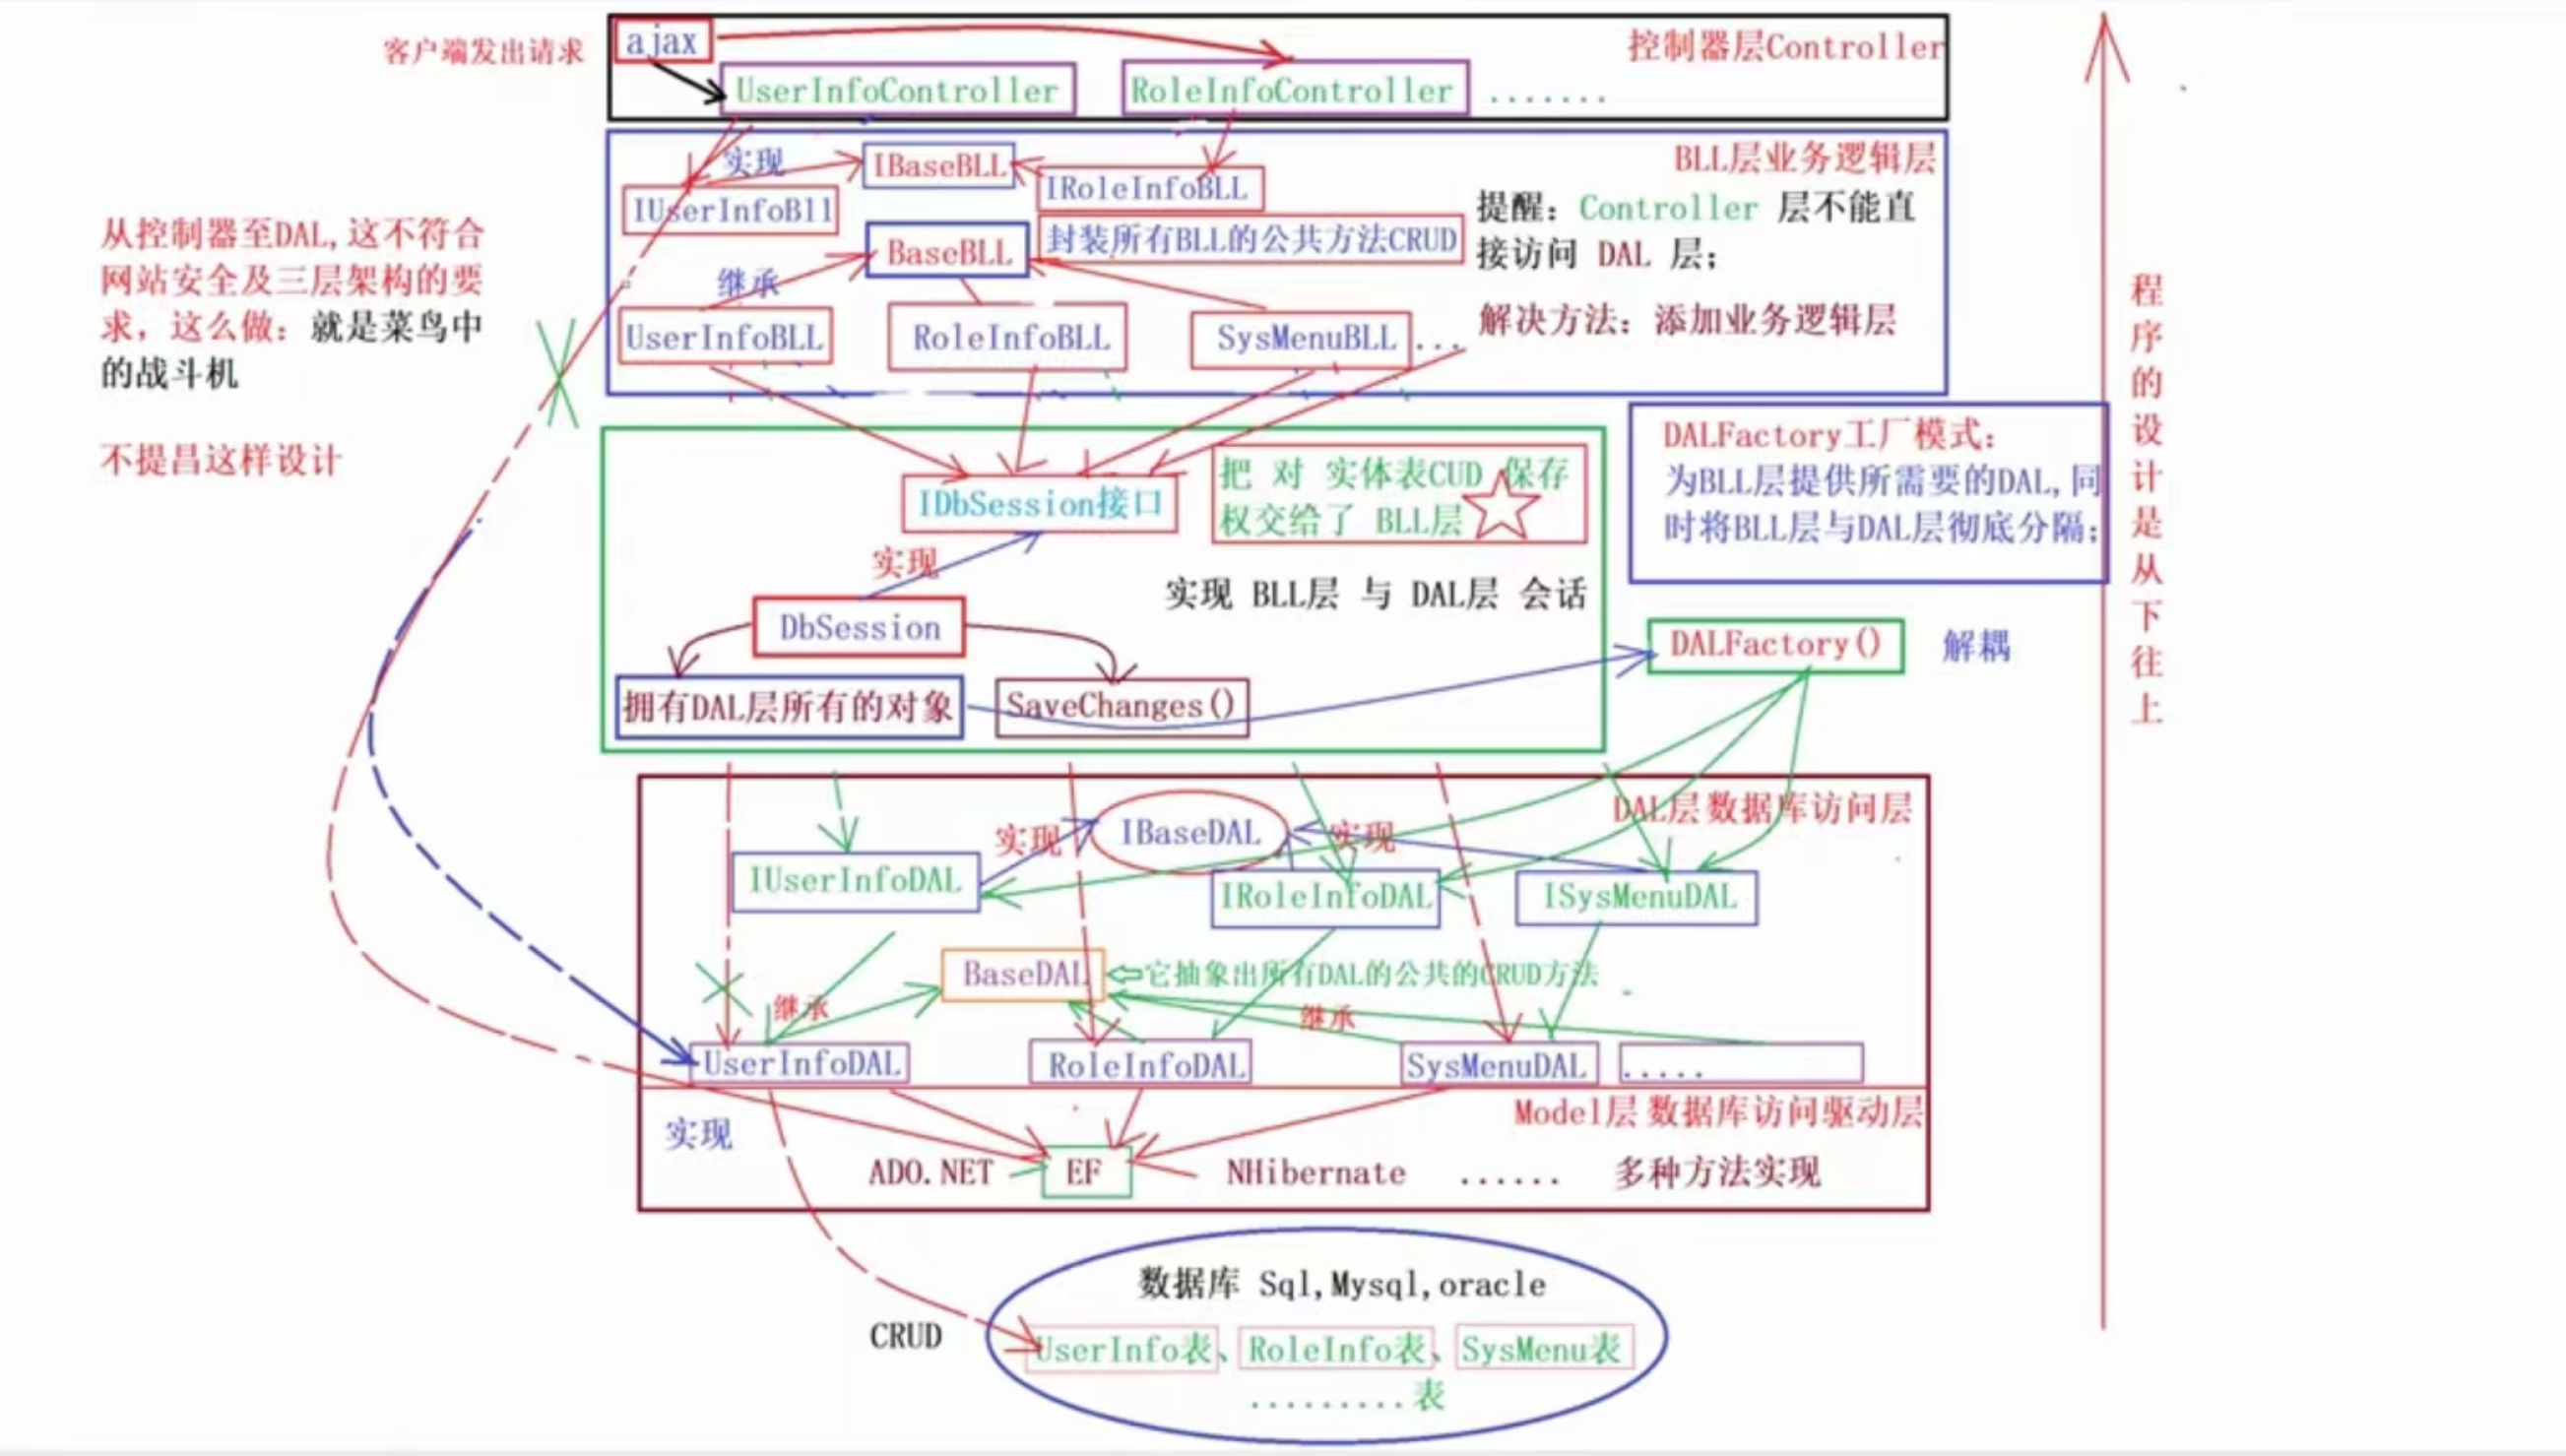 客户端发出请求
ajax
控制器层Controller
UserInfoController
RoleInfoController
.......
实现
IBaseBLL
IRoleInfoBLL
BLL层业务逻辑层
IUserInfoBll
提醒：Controller 层不能直
接访问 DAL 层;
BaseBLL
封装所有BLL的公共方法CRUD
继承
UserInfoBLL
RoleInfoBLL
SysMenuBLL
...
解决方法：添加业务逻辑层
从控制器至DAL,这不符合
网站安全及三层架构的要
求，这么做：就是菜鸟中
的战斗机
不提昌这样设计
程序的设计是从下往上
IDbSession接口
把 对 实体表CUD 保存
权交给了 BLL层
DALFactory工厂模式：
为BLL层提供所需要的DAL,同
时将BLL层与DAL层彻底分隔;
实现
实现 BLL层 与 DAL层 会话
DbSession
拥有DAL层所有的对象
SaveChanges()
DALFactory()
解耦
DAL层数据库访问层
实现
IBaseDAL
实现
IUserInfoDAL
IRoleInfoDAL
ISysMenuDAL
BaseDAL
它抽象出所有DAL的公共的CRUD方法
继承
继承
UserInfoDAL
RoleInfoDAL
SysMenuDAL
.....
Model层 数据库访问驱动层
实现
ADO.NET
EF
NHibernate
......
多种方法实现
数据库 Sql,Mysql,oracle
CRUD
UserInfo表、RoleInfo表、SysMenu表
.........表